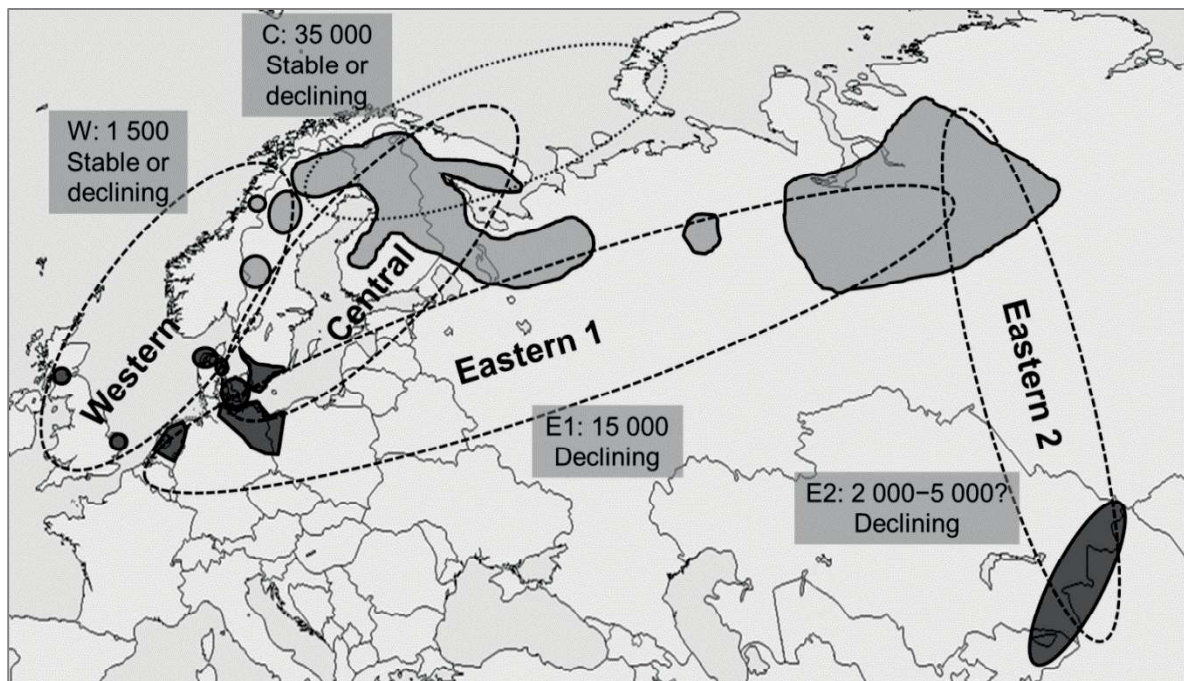 C: 35 000
Stable or
declining
W: 1 500
Stable or
declining
Western
Central
Eastern 1
Eastern 2
E1: 15 000
Declining
E2: 2 000–5 000?
Declining